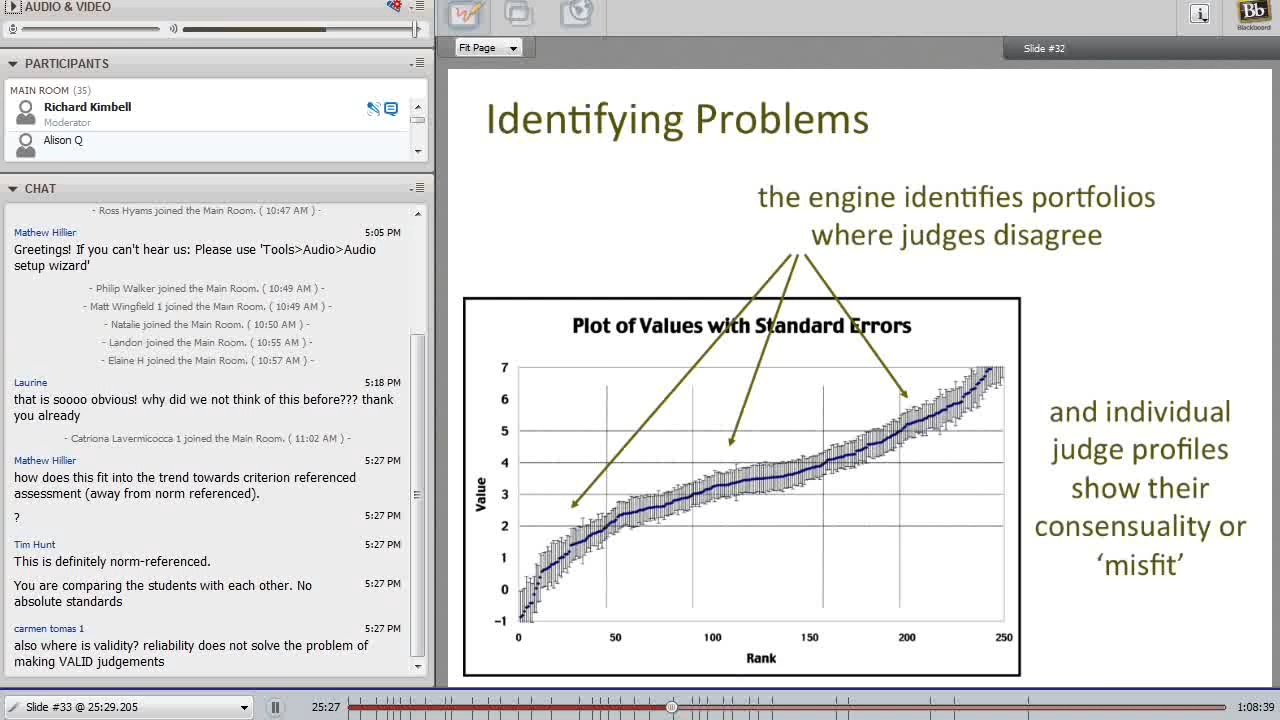 AUDIO & VIDEO
PARTICIPANTS
MAIN ROOM (35)
Richard Kimbell
Moderator
Alison Q
CHAT
- Ross Hyams joined the Main Room. ( 10:47 AM ) -
Mathew Hillier 5:05 PM
Greetings! If you can't hear us: Please use 'Tools>Audio>Audio
setup wizard'
- Philip Walker joined the Main Room. ( 10:49 AM ) -
- Matt Wingfield 1 joined the Main Room. ( 10:49 AM ) -
- Natalie joined the Main Room. ( 10:50 AM ) -
- Landon joined the Main Room. ( 10:55 AM ) -
- Elaine H joined the Main Room. ( 10:57 AM ) -
Laurine 5:18 PM
that is soooo obvious! why did we not think of this before??? thank
you already
- Catriona Lavermicocca 1 joined the Main Room. ( 11:02 AM ) -
Mathew Hillier 5:27 PM
how does this fit into the trend towards criterion referenced
assessment (away from norm referenced).
? 5:27 PM
Tim Hunt 5:27 PM
This is definitely norm-referenced.
You are comparing the students with each other. No 5:27 PM
absolute standards
carmen tomas 1 5:27 PM
also where is validity? reliability does not solve the problem of
making VALID judgements
Slide #33 @ 25:29.205
25:27
1:08:39
Fit Page
Slide #32
i
Bb
Blackboard
Identifying Problems
the engine identifies portfolios
where judges disagree
Plot of Values with Standard Errors
7
6
5
4
3
2
1
0
−1
Value
0 50 100 150 200 250
Rank
and individual
judge profiles
show their
consensuality or
‘misfit’